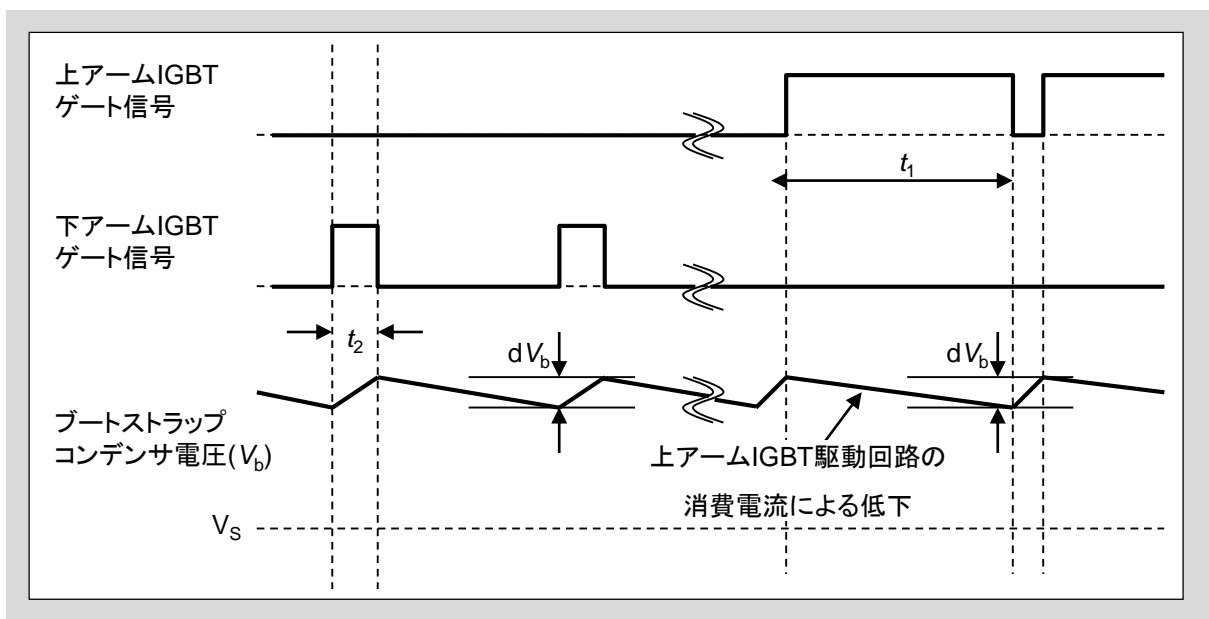 上アームIGBT
ゲート信号
t1
下アームIGBT
ゲート信号
t2
dVb
dVb
ブートストラップ
コンデンサ電圧(Vb)
上アームIGBT駆動回路の
消費電流による低下
VS